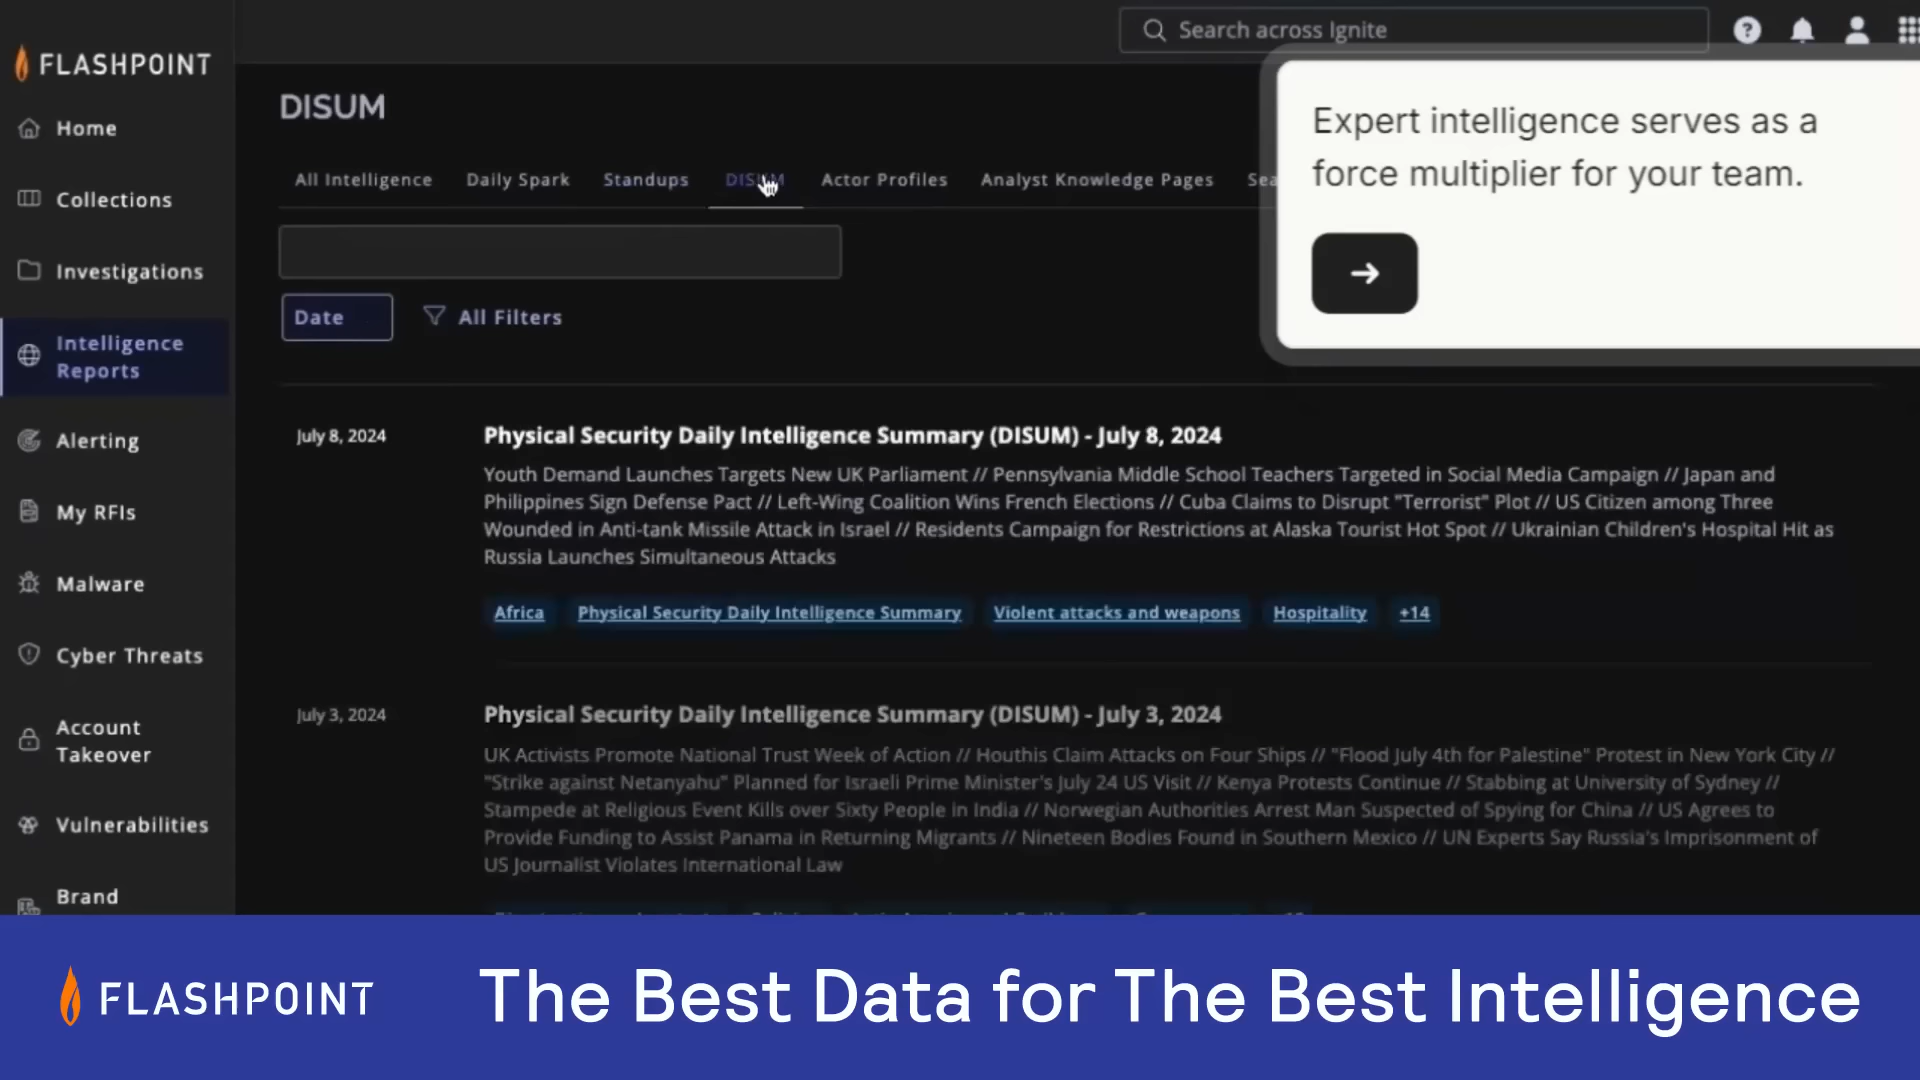 FLASHPOINT
Home
Collections
Investigations
Intelligence
Reports
Alerting
My RFIs
Malware
Cyber Threats
Account
Takeover
Vulnerabilities
Brand
Search across Ignite
?
DISUM
All Intelligence
Daily Spark
Standups
DISUM
Actor Profiles
Analyst Knowledge Pages
Expert intelligence serves as a
force multiplier for your team.
Date
All Filters
July 8, 2024
Physical Security Daily Intelligence Summary (DISUM) - July 8, 2024
Youth Demand Launches Targets New UK Parliament // Pennsylvania Middle School Teachers Targeted in Social Media Campaign // Japan and
Philippines Sign Defense Pact // Left-Wing Coalition Wins French Elections // Cuba Claims to Disrupt "Terrorist" Plot // US Citizen among Three
Wounded in Anti-tank Missile Attack in Israel // Residents Campaign for Restrictions at Alaska Tourist Hot Spot // Ukrainian Children's Hospital Hit as
Russia Launches Simultaneous Attacks
Africa
Physical Security Daily Intelligence Summary
Violent attacks and weapons
Hospitality
+14
July 3, 2024
Physical Security Daily Intelligence Summary (DISUM) - July 3, 2024
UK Activists Promote National Trust Week of Action // Houthis Claim Attacks on Four Ships // "Flood July 4th for Palestine" Protest in New York City //
"Strike against Netanyahu" Planned for Israeli Prime Minister's July 24 US Visit // Kenya Protests Continue // Stabbing at University of Sydney //
Stampede at Religious Event Kills over Sixty People in India // Norwegian Authorities Arrest Man Suspected of Spying for China // US Agrees to
Provide Funding to Assist Panama in Returning Migrants // Nineteen Bodies Found in Southern Mexico // UN Experts Say Russia's Imprisonment of
US Journalist Violates International Law
FLASHPOINT
The Best Data for The Best Intelligence